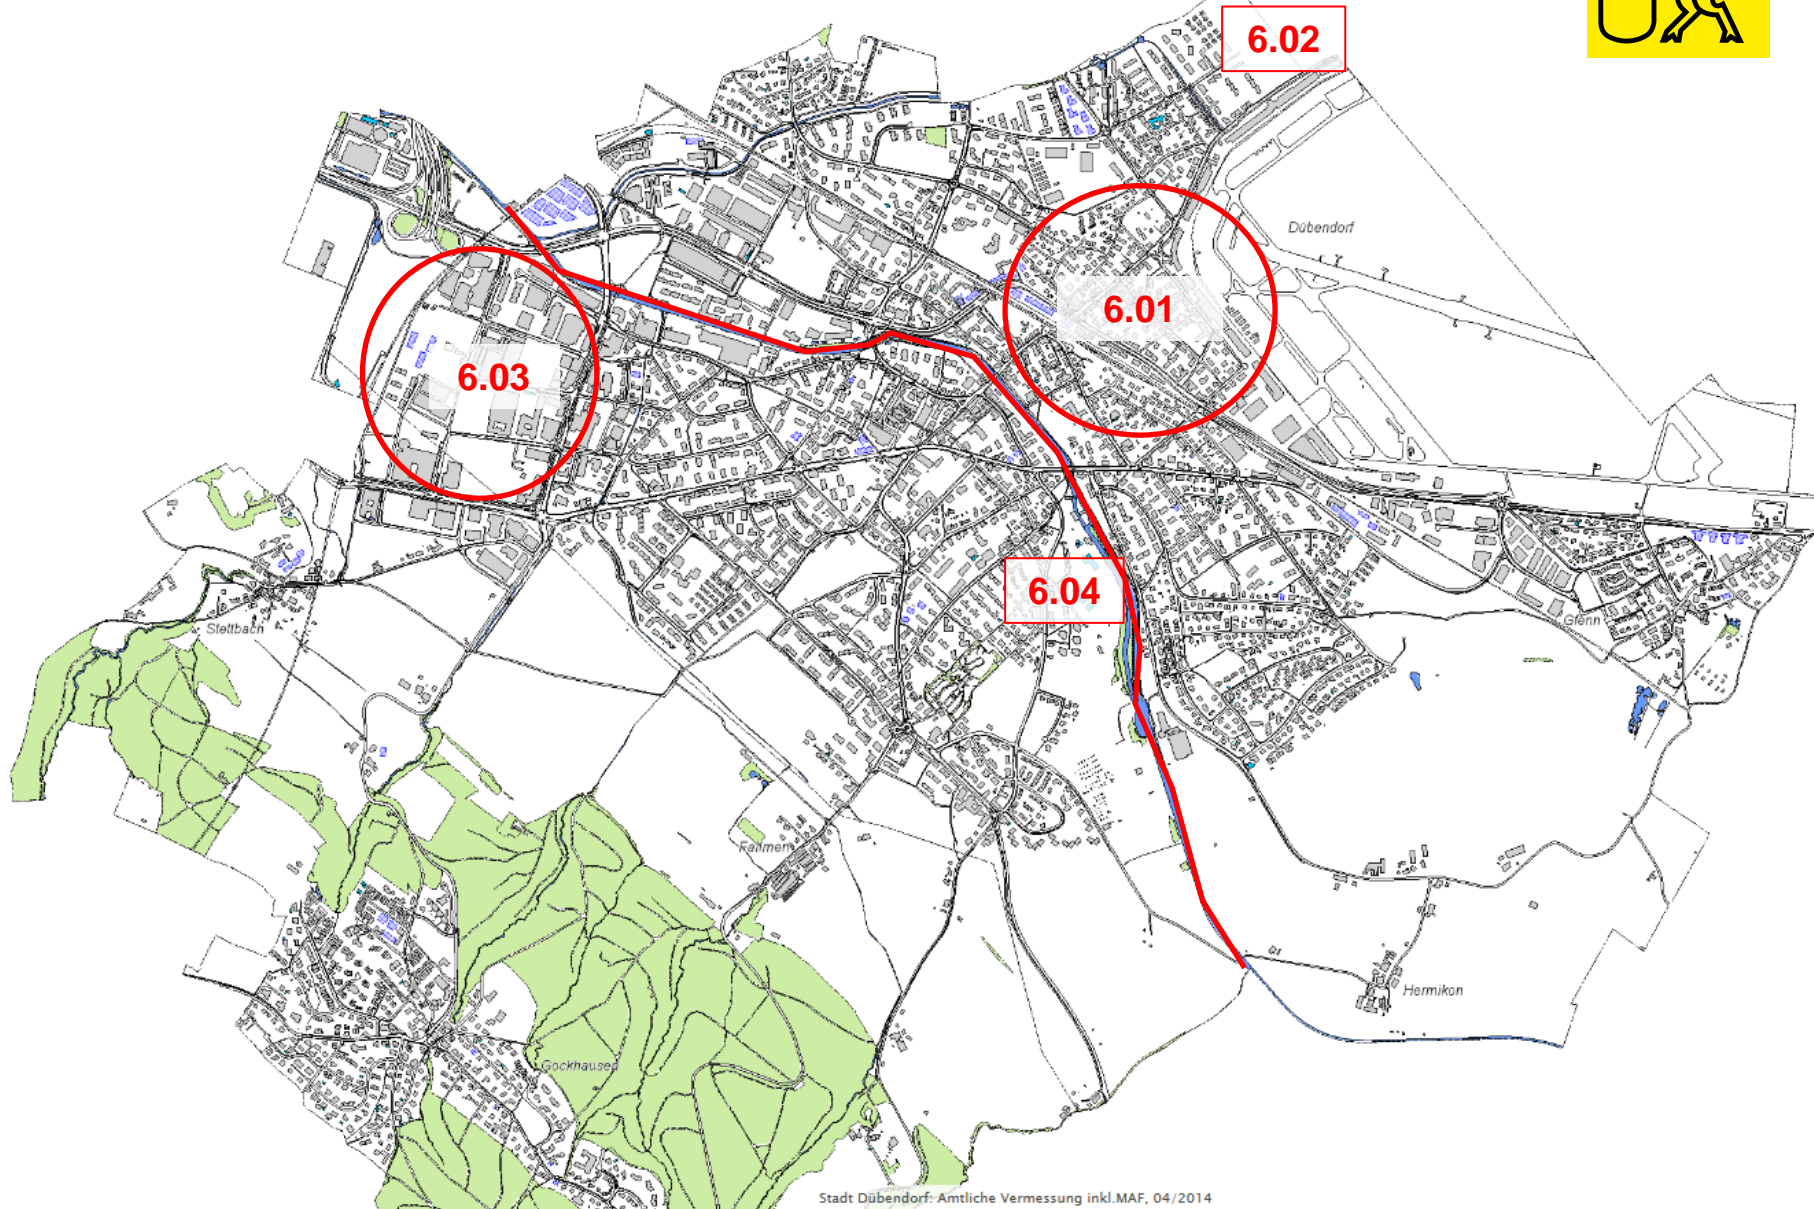 6.02
Dübendorf
6.01
6.03
6.04
Gfenn
Stettbach
Fallmen
Hermikon
Gockhausen
Stadt Dübendorf: Amtliche Vermessung inkl.MAF, 04/2014